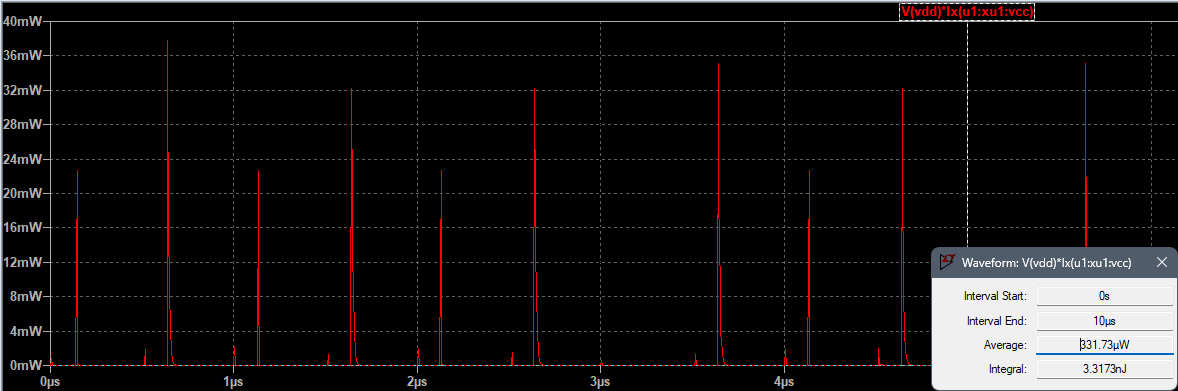 V(vdd)*Ix(u1:xu1:vcc)
40mW
36mW
32mW
28mW
24mW
20mW
16mW
12mW
8mW
4mW
0mW
0µs
1µs
2µs
3µs
4µs
Waveform: V(vdd)*Ix(u1:xu1:vcc)
Interval Start: 0s
Interval End: 10µs
Average: 331.73µW
Integral: 3.3173nJ